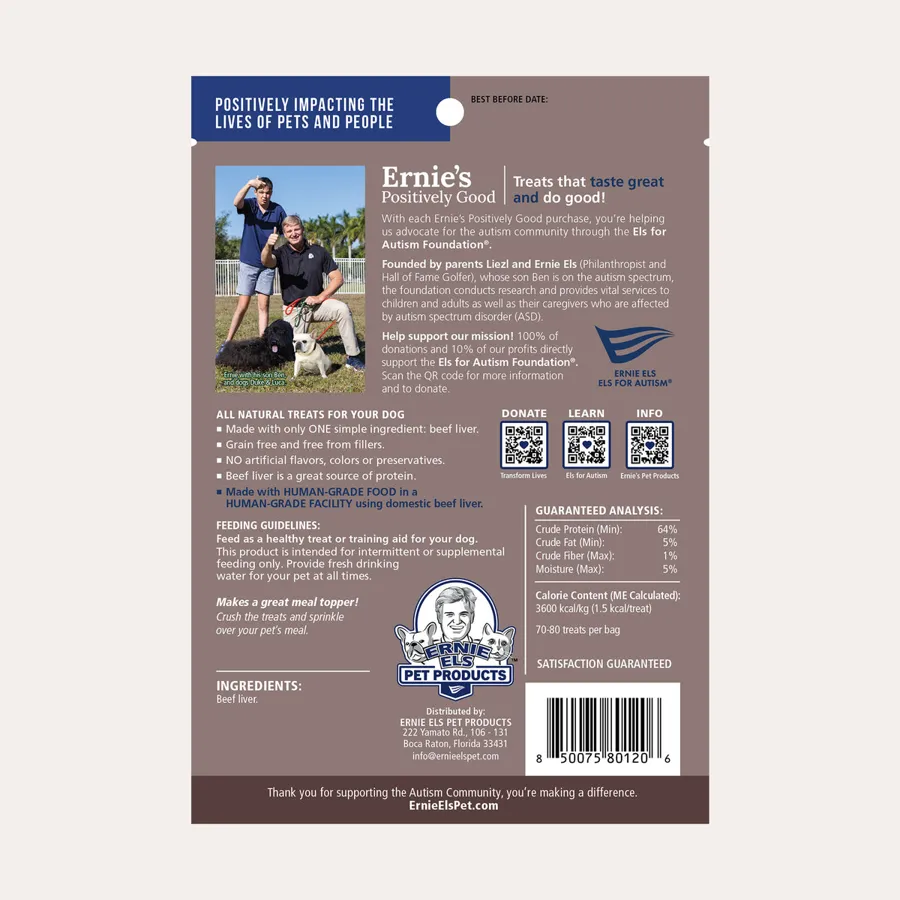 POSITIVELY IMPACTING THE
LIVES OF PETS AND PEOPLE
BEST BEFORE DATE:
Ernie's
Positively Good
Treats that taste great
and do good!
With each Ernie's Positively Good purchase, you're helping
us advocate for the autism community through the Els for
Autism Foundation®.
Founded by parents Liezl and Ernie Els (Philanthropist and
Hall of Fame Golfer), whose son Ben is on the autism spectrum,
the foundation conducts research and provides vital services to
children and adults as well as their caregivers who are affected
by autism spectrum disorder (ASD).
Help support our mission! 100% of
donations and 10% of our profits directly
support the Els for Autism Foundation®.
Scan the QR code for more information
and to donate.
ERNIE ELS
ELS FOR AUTISM®
Ernie with his son Ben
and dogs Duke & Luca
ALL NATURAL TREATS FOR YOUR DOG
■ Made with only ONE simple ingredient: beef liver.
■ Grain free and free from fillers.
■ NO artificial flavors, colors or preservatives.
■ Beef liver is a great source of protein.
■ Made with HUMAN-GRADE FOOD in a
HUMAN-GRADE FACILITY using domestic beef liver.
DONATE
LEARN
INFO
Transform Lives
Els for Autism
Ernie's Pet Products
FEEDING GUIDELINES:
Feed as a healthy treat or training aid for your dog.
This product is intended for intermittent or supplemental
feeding only. Provide fresh drinking
water for your pet at all times.
Makes a great meal topper!
Crush the treats and sprinkle
over your pet's meal.
INGREDIENTS:
Beef liver.
GUARANTEED ANALYSIS:
Crude Protein (Min): 64%
Crude Fat (Min): 5%
Crude Fiber (Max): 1%
Moisture (Max): 5%
Calorie Content (ME Calculated):
3600 kcal/kg (1.5 kcal/treat)
70-80 treats per bag
SATISFACTION GUARANTEED
ERNIE
ELS
PET PRODUCTS
™
Distributed by:
ERNIE ELS PET PRODUCTS
222 Yamato Rd., 106 - 131
Boca Raton, Florida 33431
info@ernieelspet.com
8 50075 80120 6
Thank you for supporting the Autism Community, you're making a difference.
ErnieElsPet.com